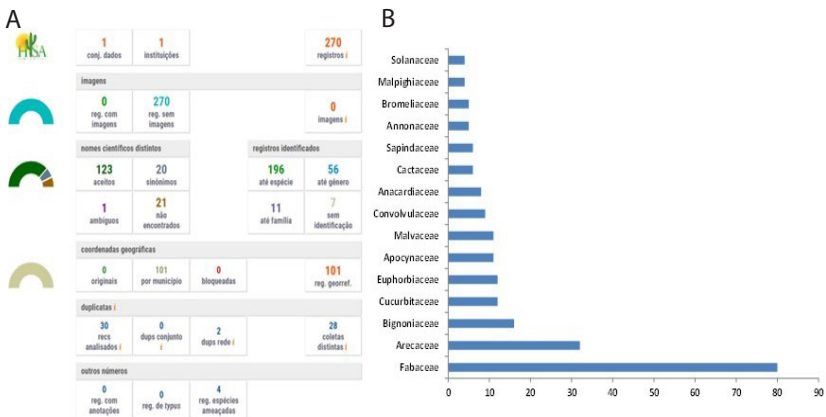 A
HISA
1
conj. dados
1
instituições
270
registros i
imagens
0
reg. com
imagens
270
reg. sem
imagens
0
imagens i
nomes científicos distintos
registros identificados
123
aceitos
20
sinônimos
196
até espécie
56
até gênero
1
ambíguos
21
não
encontrados
11
até família
7
sem
identificação
coordenadas geográficas
0
originais
101
por município
0
bloqueadas
101
reg. georref.
duplicatas i
30
recs
analisados i
0
dups conjunto
i
2
dups rede i
28
coletas
distintas i
outros números
0
reg. com
anotações
0
reg. de typus
4
reg. espécies
ameaçadas
B
Solanaceae
Malpighiaceae
Bromeliaceae
Annonaceae
Sapindaceae
Cactaceae
Anacardiaceae
Convolvulaceae
Malvaceae
Apocynaceae
Euphorbiaceae
Cucurbitaceae
Bignoniaceae
Arecaceae
Fabaceae
0 10 20 30 40 50 60 70 80 90